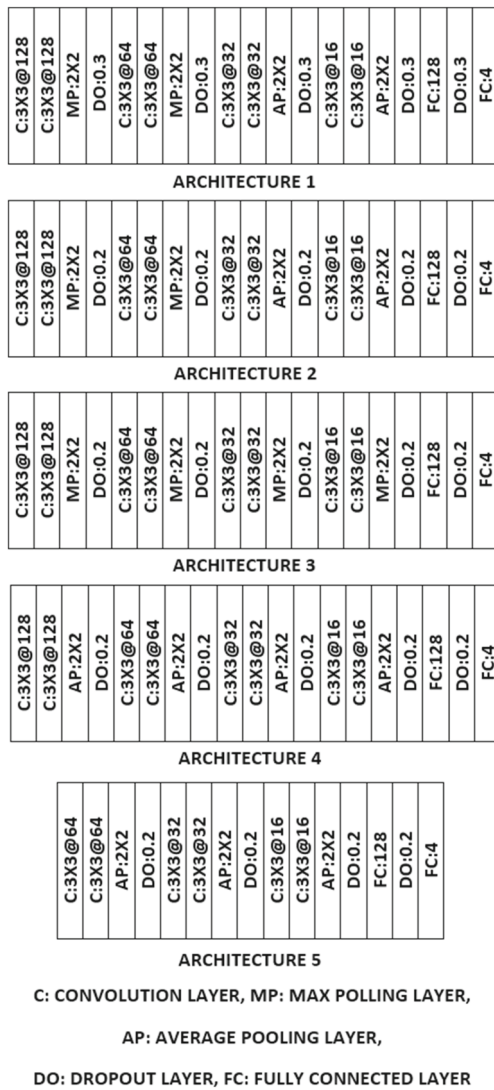 C:3X3@128
C:3X3@128
MP:2X2
DO:0.3
C:3X3@64
C:3X3@64
MP:2X2
DO:0.3
C:3X3@32
C:3X3@32
AP:2X2
DO:0.3
C:3X3@16
C:3X3@16
AP:2X2
DO:0.3
FC:128
DO:0.3
FC:4
ARCHITECTURE 1
C:3X3@128
C:3X3@128
MP:2X2
DO:0.2
C:3X3@64
C:3X3@64
MP:2X2
DO:0.2
C:3X3@32
C:3X3@32
AP:2X2
DO:0.2
C:3X3@16
C:3X3@16
AP:2X2
DO:0.2
FC:128
DO:0.2
FC:4
ARCHITECTURE 2
C:3X3@128
C:3X3@128
MP:2X2
DO:0.2
C:3X3@64
C:3X3@64
MP:2X2
DO:0.2
C:3X3@32
C:3X3@32
MP:2X2
DO:0.2
C:3X3@16
C:3X3@16
MP:2X2
DO:0.2
FC:128
DO:0.2
FC:4
ARCHITECTURE 3
C:3X3@128
C:3X3@128
AP:2X2
DO:0.2
C:3X3@64
C:3X3@64
AP:2X2
DO:0.2
C:3X3@32
C:3X3@32
AP:2X2
DO:0.2
C:3X3@16
C:3X3@16
AP:2X2
DO:0.2
FC:128
DO:0.2
FC:4
ARCHITECTURE 4
C:3X3@64
C:3X3@64
AP:2X2
DO:0.2
C:3X3@32
C:3X3@32
AP:2X2
DO:0.2
C:3X3@16
C:3X3@16
AP:2X2
DO:0.2
FC:128
DO:0.2
FC:4
ARCHITECTURE 5
C: CONVOLUTION LAYER, MP: MAX POLLING LAYER,
AP: AVERAGE POOLING LAYER,
DO: DROPOUT LAYER, FC: FULLY CONNECTED LAYER